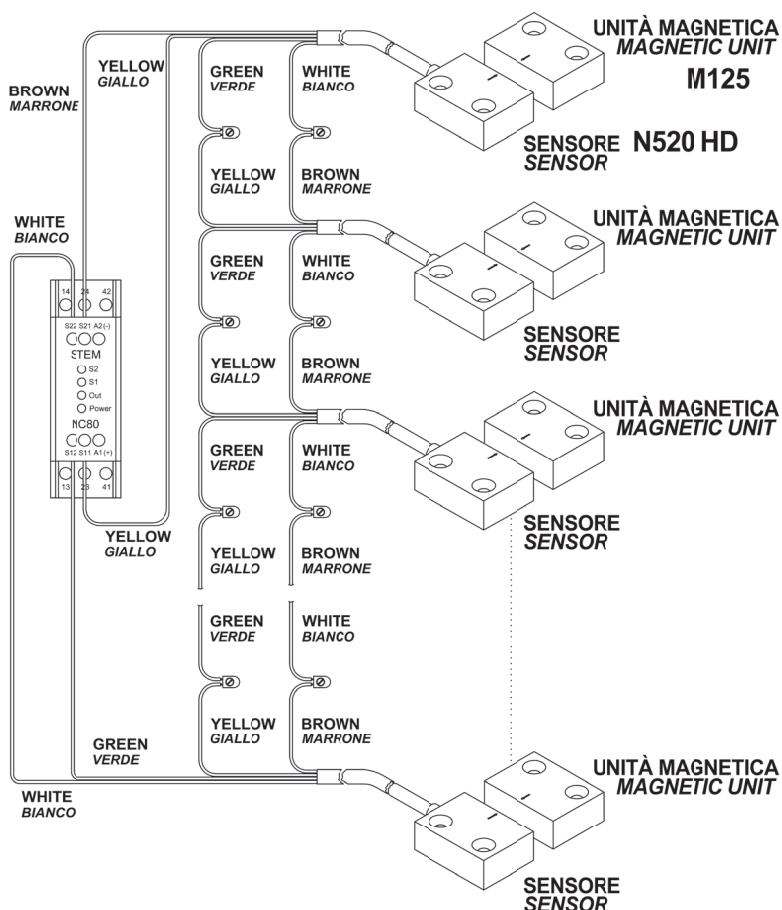 UNITÀ MAGNETICA
MAGNETIC UNIT
M125
YELLOW
GIALLO
GREEN
VERDE
WHITE
BIANCO
BROWN
MARRONE
SENSORE N520 HD
SENSOR
YELLOW
GIALLO
BROWN
MARRONE
WHITE
BIANCO
UNITÀ MAGNETICA
MAGNETIC UNIT
GREEN
VERDE
WHITE
BIANCO
14 24 42
S22 S21 A2(-)
STEM
S2
S1
Out
Power
NC80
S12 S11 A1(+)
13 23 41
SENSORE
SENSOR
YELLOW
GIALLO
BROWN
MARRONE
UNITÀ MAGNETICA
MAGNETIC UNIT
GREEN
VERDE
WHITE
BIANCO
SENSORE
SENSOR
YELLOW
GIALLO
YELLOW
GIALLO
BROWN
MARRONE
GREEN
VERDE
WHITE
BIANCO
YELLOW
GIALLO
BROWN
MARRONE
GREEN
VERDE
UNITÀ MAGNETICA
MAGNETIC UNIT
WHITE
BIANCO
SENSORE
SENSOR